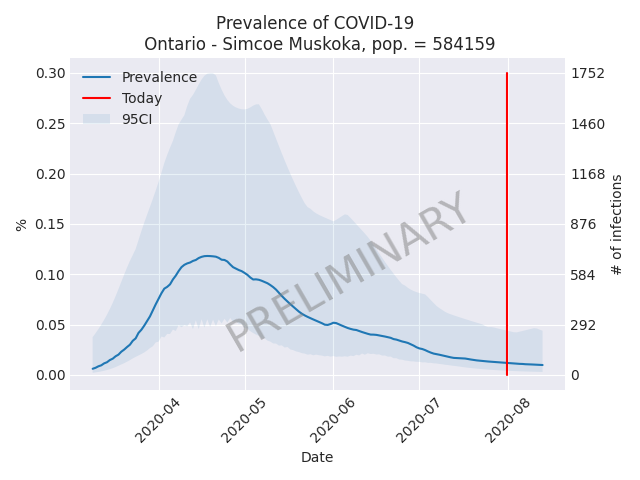 Prevalence of COVID-19
Ontario - Simcoe Muskoka, pop. = 584159
Prevalence
Today
95CI
0.30
0.25
0.20
0.15
0.10
0.05
0.00
%
1752
1460
1168
876
584
292
0
# of infections
PRELIMINARY
2020-04
2020-05
2020-06
2020-07
2020-08
Date